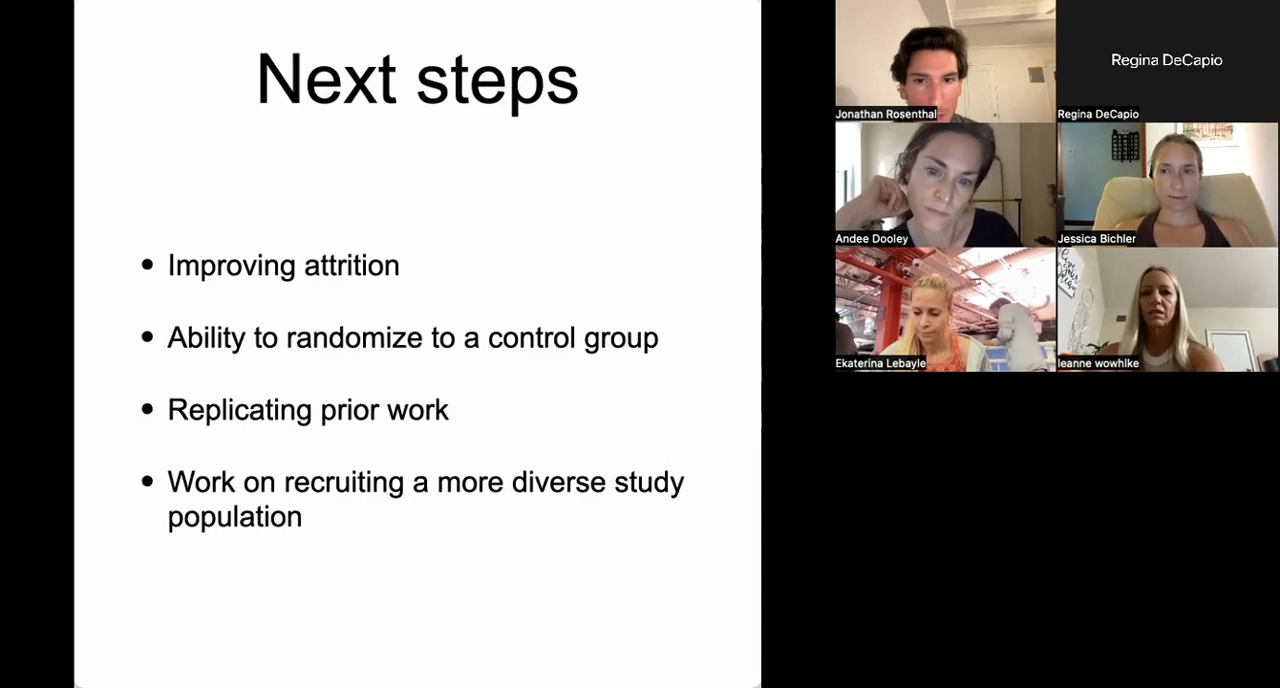 Next steps
• Improving attrition
• Ability to randomize to a control group
• Replicating prior work
• Work on recruiting a more diverse study
population
Jonathan Rosenthal
Regina DeCapio
Regina DeCapio
Andee Dooley
Jessica Bichler
Ekaterina Lebayle
leanne wowhlke